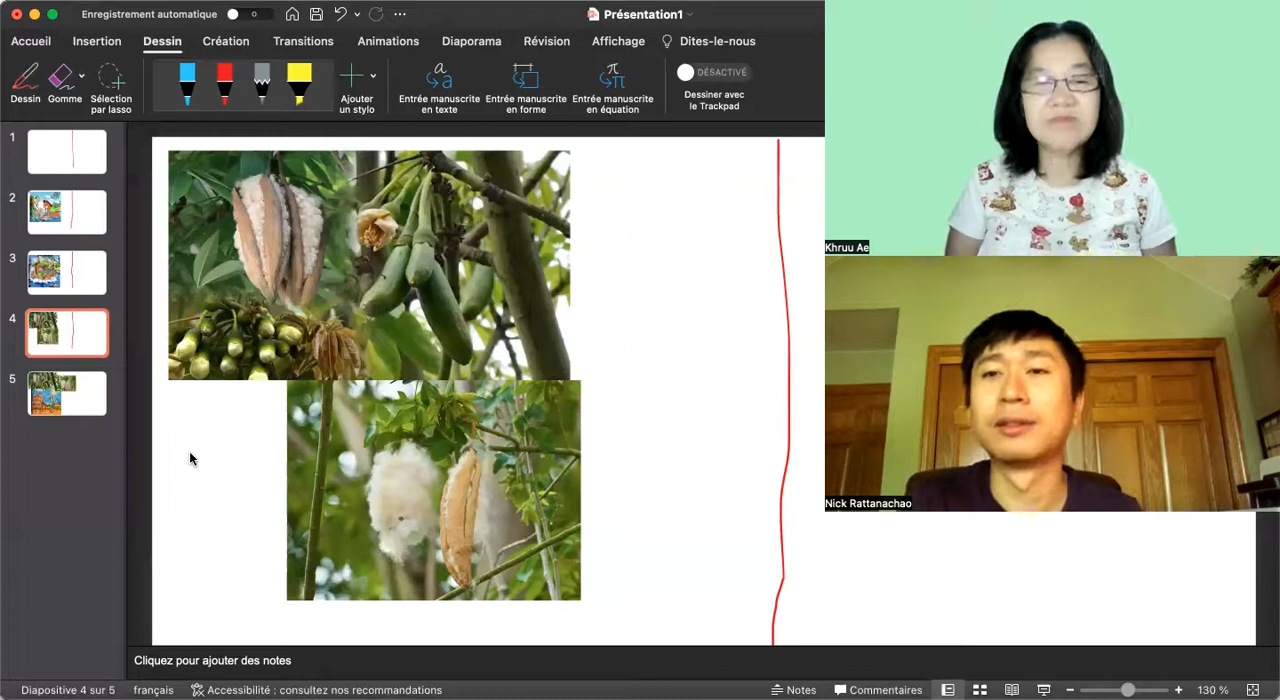 Enregistrement automatique
Présentation1
Accueil Insertion Dessin Création Transitions Animations Diaporama Révision Affichage Dites-le-nous
Dessin
Gomme
Sélection
par lasso
Ajouter
un stylo
a
a
Entrée manuscrite
en texte
Entrée manuscrite
en forme
π
π
Entrée manuscrite
en équation
DÉSACTIVÉ
Dessiner avec
le Trackpad
1
2
3
4
5
Khruu Ae
Nick Rattanachao
Cliquez pour ajouter des notes
Diapositive 4 sur 5 français Accessibilité : consultez nos recommandations Notes Commentaires 130 %